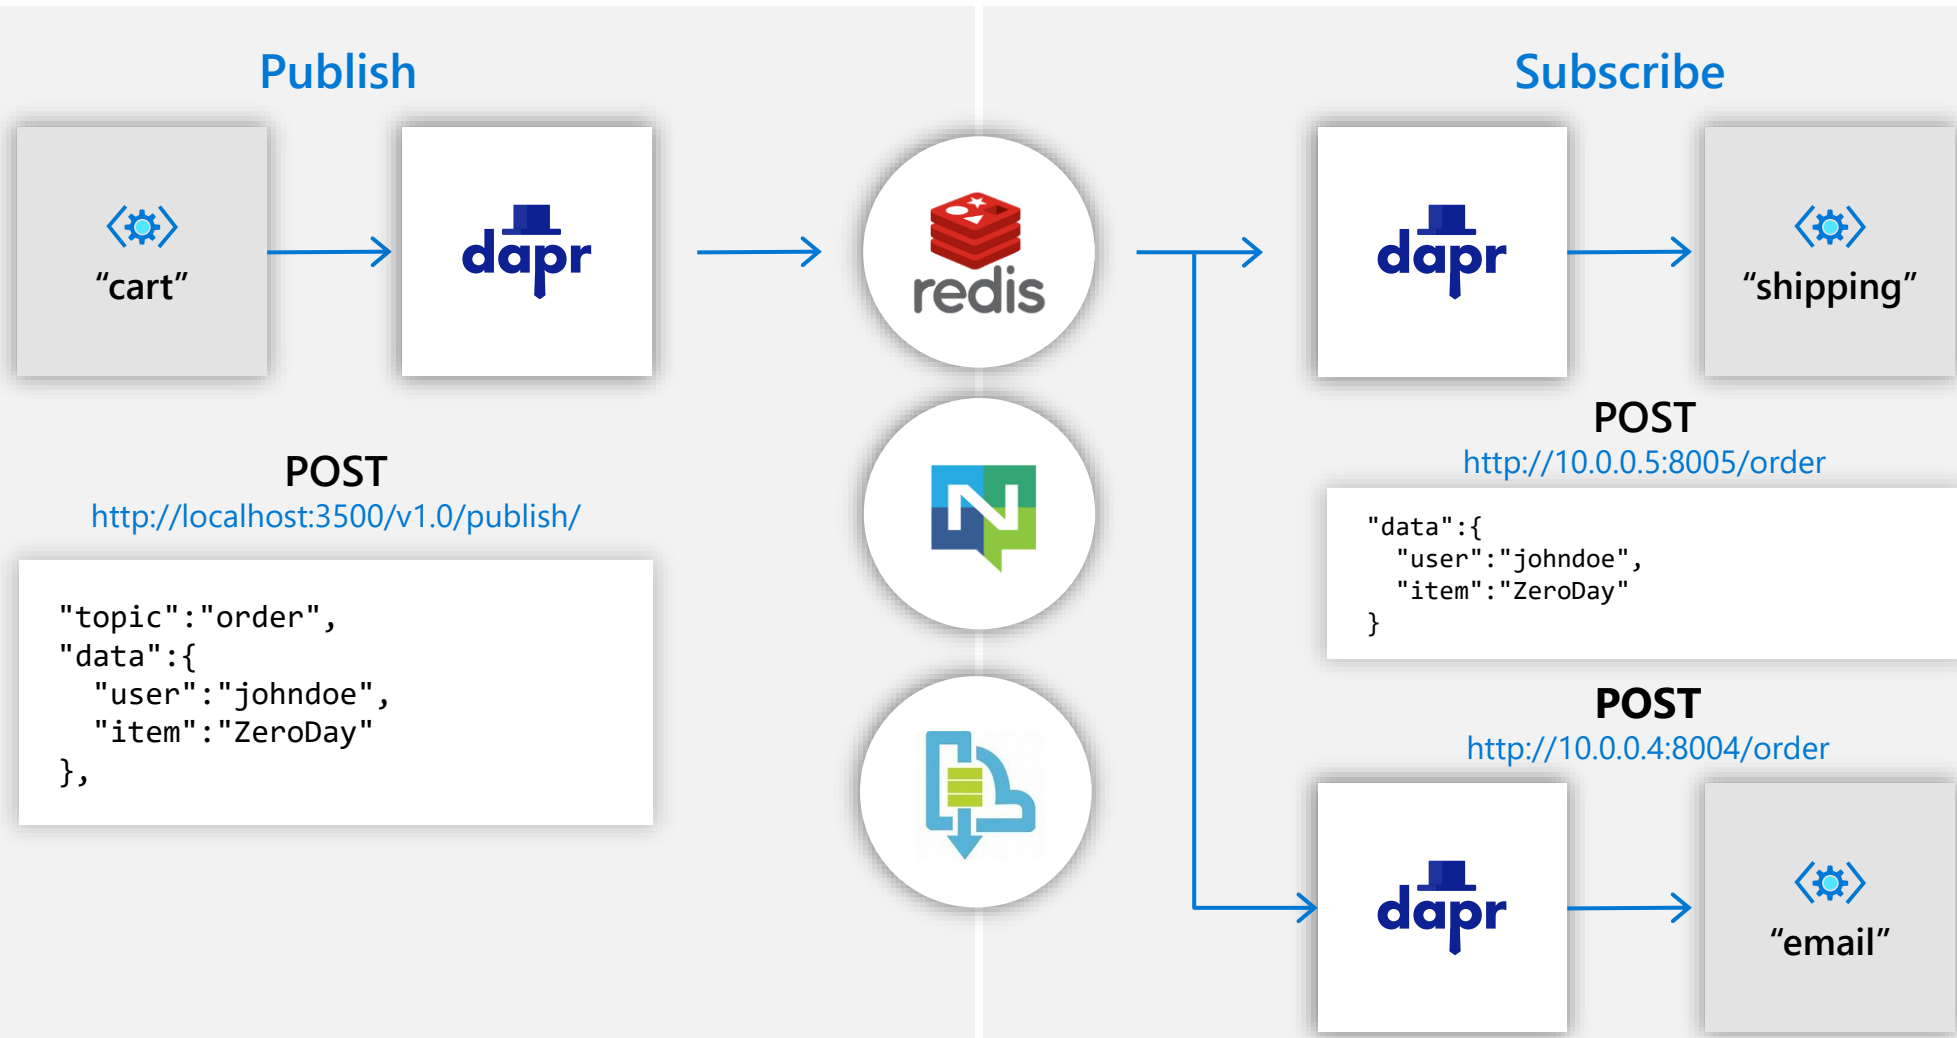 Publish
“cart”
dapr
POST
http://localhost:3500/v1.0/publish/
"topic":"order",
"data":{
"user":"johndoe",
"item":"ZeroDay"
},
redis
N
Subscribe
dapr
“shipping”
POST
http://10.0.0.5:8005/order
"data":{
"user":"johndoe",
"item":"ZeroDay"
}
POST
http://10.0.0.4:8004/order
dapr
“email”